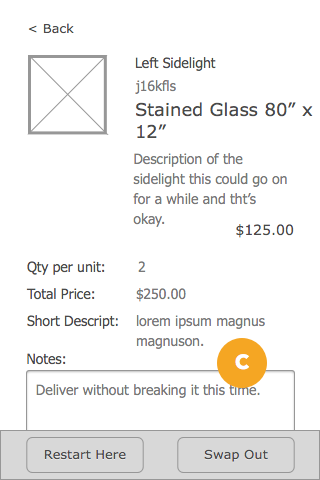 < Back
Left Sidelight
j16kfls
Stained Glass 80” x
12”
Description of the
sidelight this could go on
for a while and tht’s
okay.
$125.00
Qty per unit: 2
Total Price: $250.00
Short Descript: lorem ipsum magnus
magnuson.
Notes:
C
Deliver without breaking it this time.
Restart Here
Swap Out